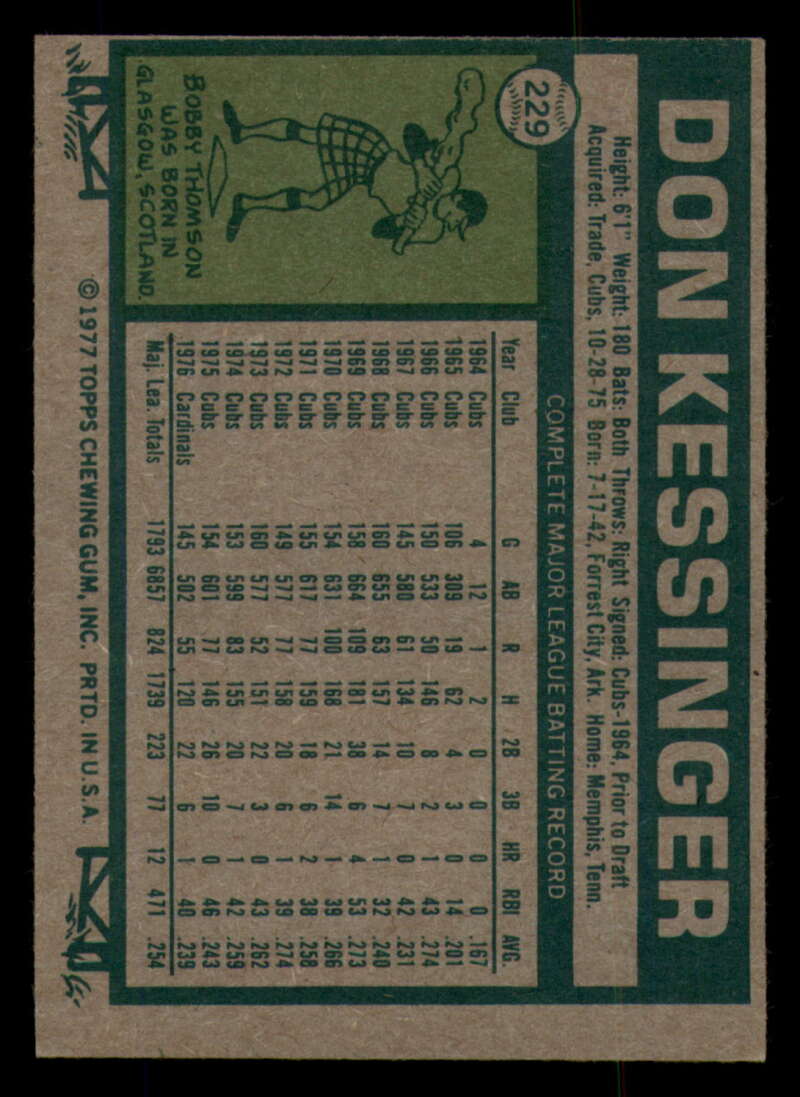 229
DON KESSINGER
Height: 6'1" Weight: 180 Bats: Both Throws: Right Signed: Cubs-1964, Prior to Draft
Acquired: Trade, Cubs, 10-28-75 Born: 7-17-42, Forrest City, Ark. Home: Memphis, Tenn.
COMPLETE MAJOR LEAGUE BATTING RECORD
Year Club G AB R H 2B 3B HR RBI AVG.
1964 Cubs 4 12 1 2 0 0 0 0 .167
1965 Cubs 106 309 19 62 4 3 0 14 .201
1966 Cubs 150 533 50 146 8 2 1 43 .274
1967 Cubs 145 580 61 134 10 7 0 42 .231
1968 Cubs 160 655 63 157 14 7 1 32 .240
1969 Cubs 158 664 109 181 38 6 4 53 .273
1970 Cubs 154 631 100 168 21 14 1 39 .266
1971 Cubs 155 617 77 159 18 6 2 38 .258
1972 Cubs 149 577 77 158 20 6 1 39 .274
1973 Cubs 160 577 52 151 22 3 0 43 .262
1974 Cubs 153 599 83 155 20 7 1 42 .259
1975 Cubs 154 601 77 146 26 10 0 46 .243
1976 Cardinals 145 502 55 120 22 6 1 40 .239
Maj. Lea. Totals 1793 6857 824 1739 223 77 12 471 .254
BOBBY THOMSON
WAS BORN IN
GLASGOW, SCOTLAND.
©1977 TOPPS CHEWING GUM, INC. PRTD. IN U.S.A.